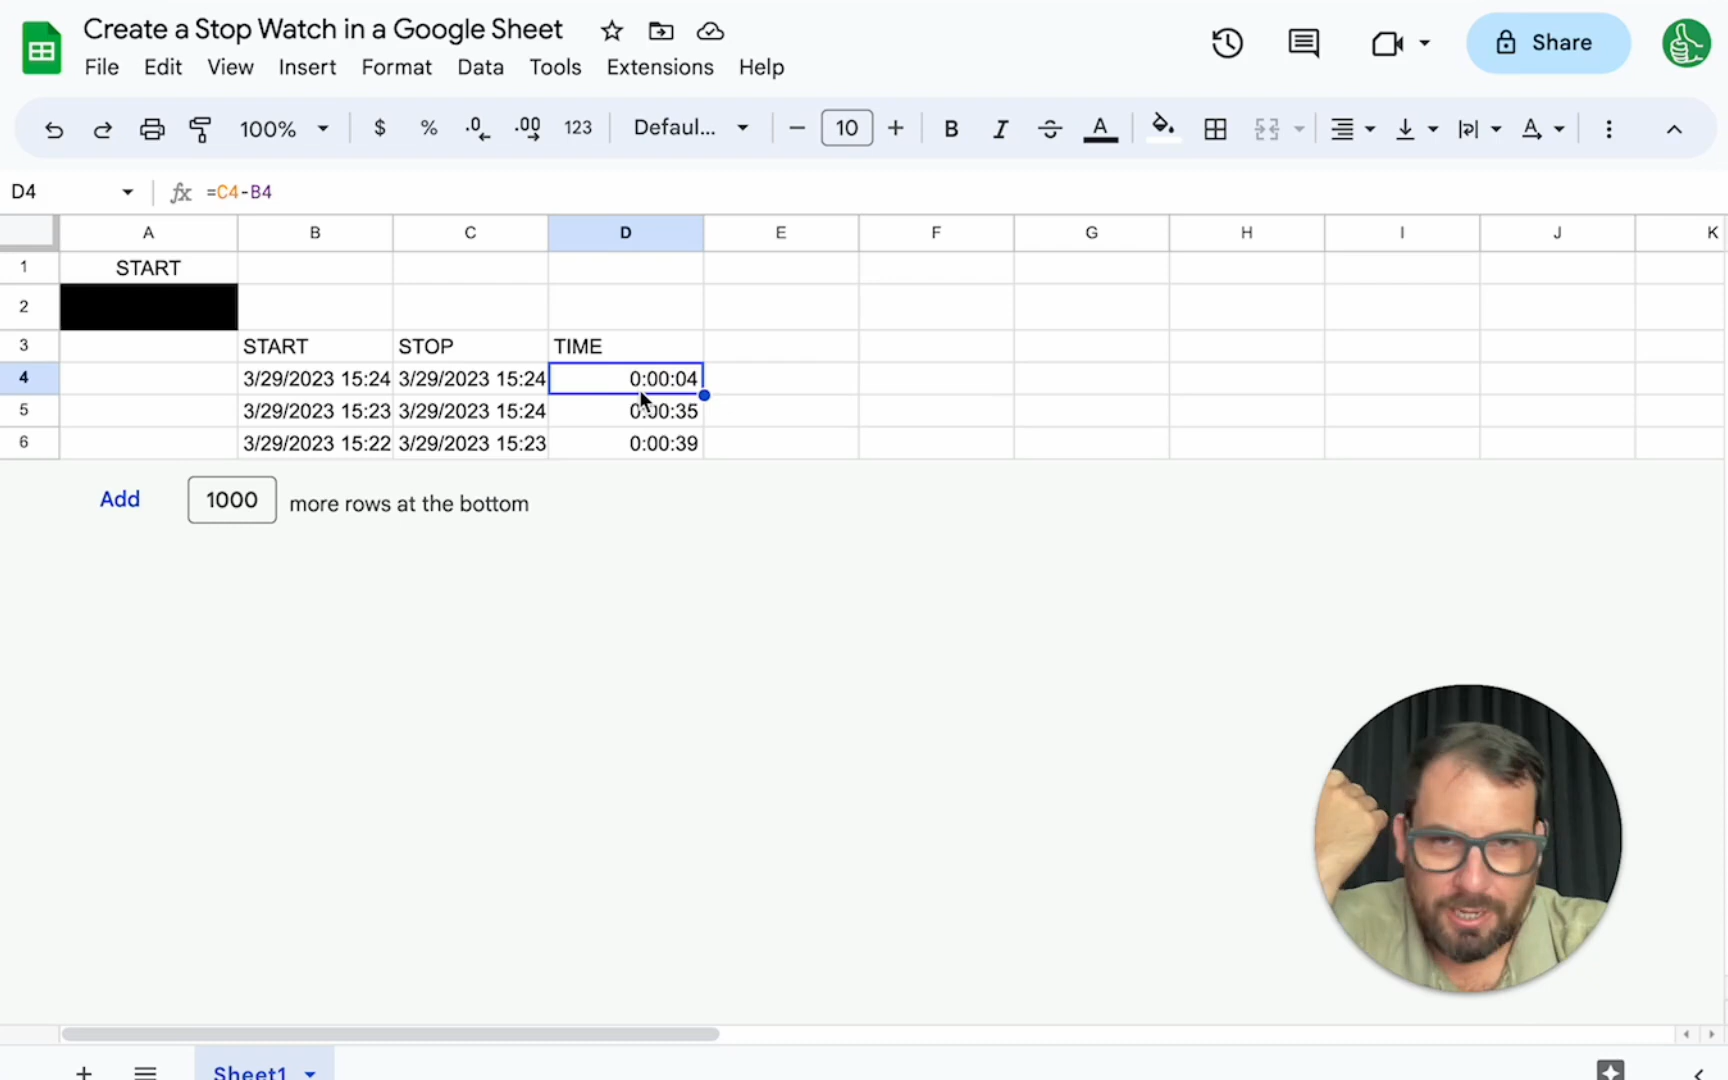 Create a Stop Watch in a Google Sheet
Share
File Edit View Insert Format Data Tools Extensions Help
100% $ % .0 .00 123 Defaul... 10 B I A A
D4 fx =C4-B4
A B C D E F G H I J K
1 START
2
3 START STOP TIME
4 3/29/2023 15:24 3/29/2023 15:24 0:00:04
5 3/29/2023 15:23 3/29/2023 15:24 0:00:35
6 3/29/2023 15:22 3/29/2023 15:23 0:00:39
Add 1000 more rows at the bottom
Sheet1